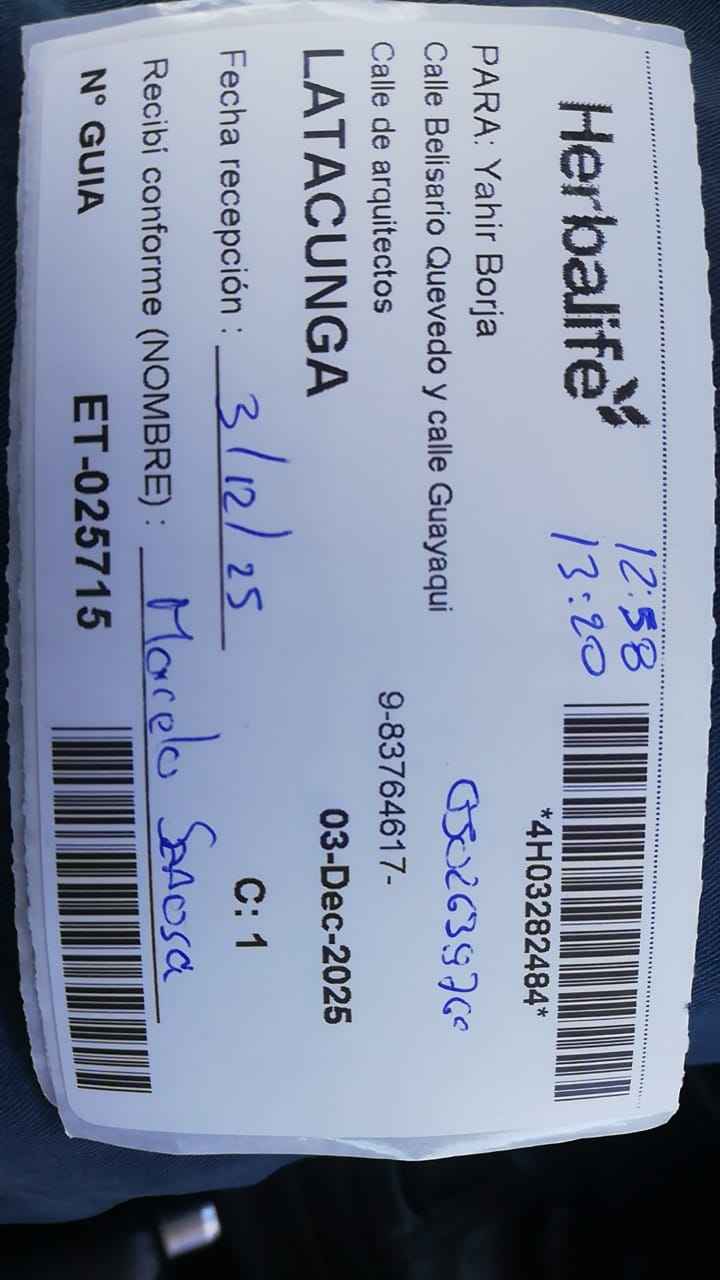 Herbalife
12:58
13:20
*4H03282484*
PARA: Yahir Borja
Calle Belisario Quevedo y calle Guayaqui
Calle de arquitectos
9-83764617-
LATACUNGA
03-Dec-2025
Fecha recepción : 3/12/25
C: 1
Recibí conforme (NOMBRE) : Marcelo
N° GUIA
ET-025715